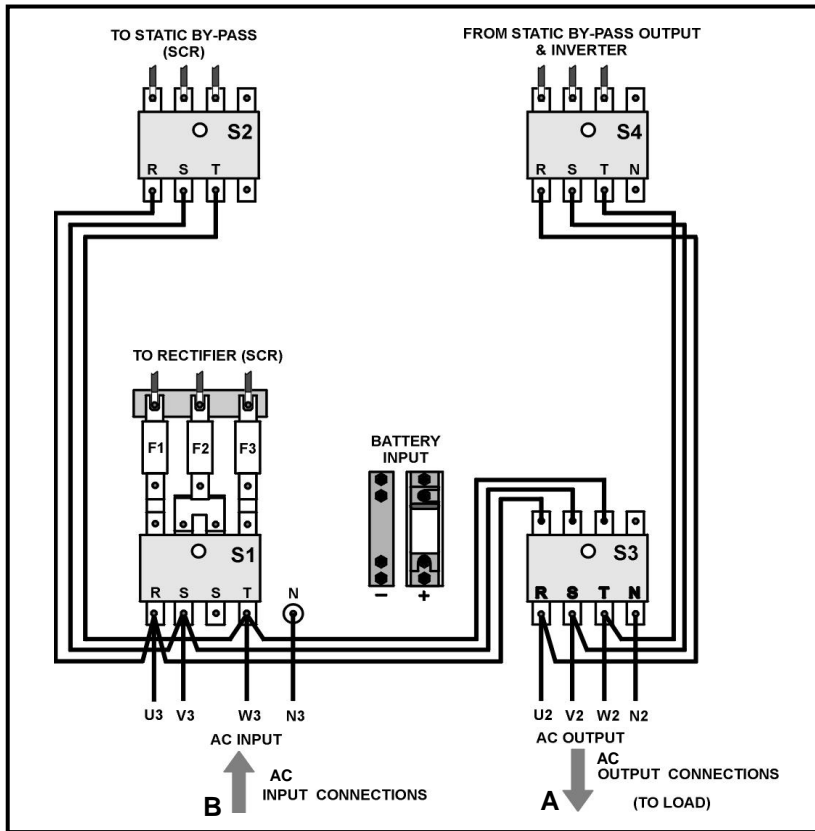 TO STATIC BY-PASS
(SCR)
FROM STATIC BY-PASS OUTPUT
& INVERTER
S2
R S T
S4
R S T N
TO RECTIFIER (SCR)
F1 F2 F3
BATTERY
INPUT
S1
R S S T N
- +
S3
R S T N
U3 V3 W3 N3
U2 V2 W2 N2
AC INPUT
AC OUTPUT
B
AC
INPUT CONNECTIONS
A
AC
OUTPUT CONNECTIONS
(TO LOAD)